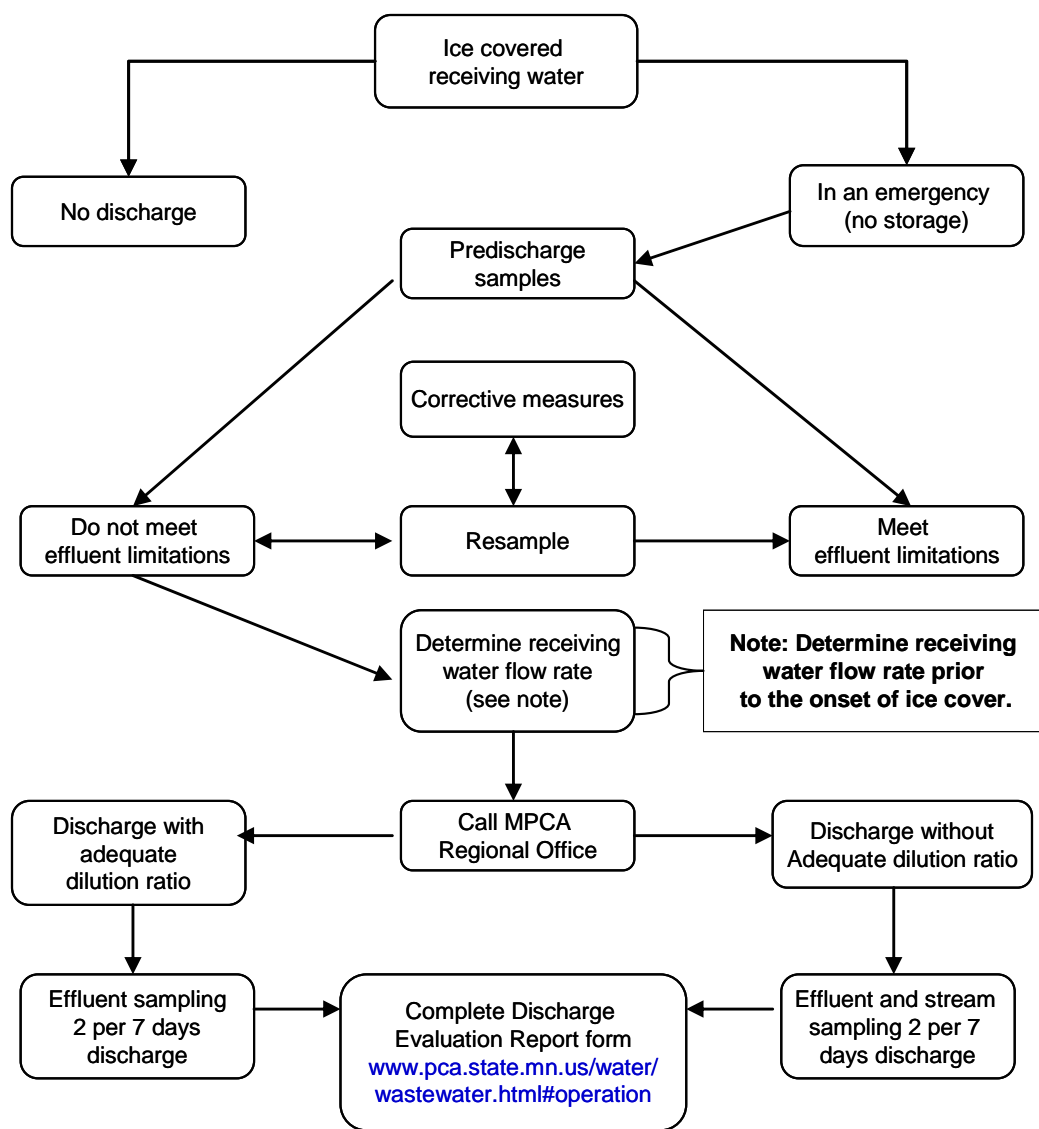 Ice covered
receiving water
No discharge
In an emergency
(no storage)
Predischarge
samples
Corrective measures
Do not meet
effluent limitations
Resample
Meet
effluent limitations
Determine receiving
water flow rate
(see note)
Note: Determine receiving
water flow rate prior
to the onset of ice cover.
Discharge with
adequate
dilution ratio
Call MPCA
Regional Office
Discharge without
Adequate dilution ratio
Effluent sampling
2 per 7 days
discharge
Complete Discharge
Evaluation Report form
www.pca.state.mn.us/water/
wastewater.html#operation
Effluent and stream
sampling 2 per 7
days discharge